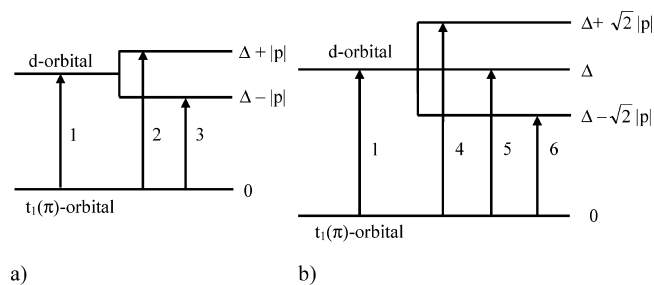 d-orbital
Δ + |p|
Δ – |p|
1
2
3
0
t₁(π)-orbital
a)
d-orbital
Δ+ √2 |p|
Δ
Δ–√2 |p|
1
4
5
6
0
t₁(π)-orbital
b)